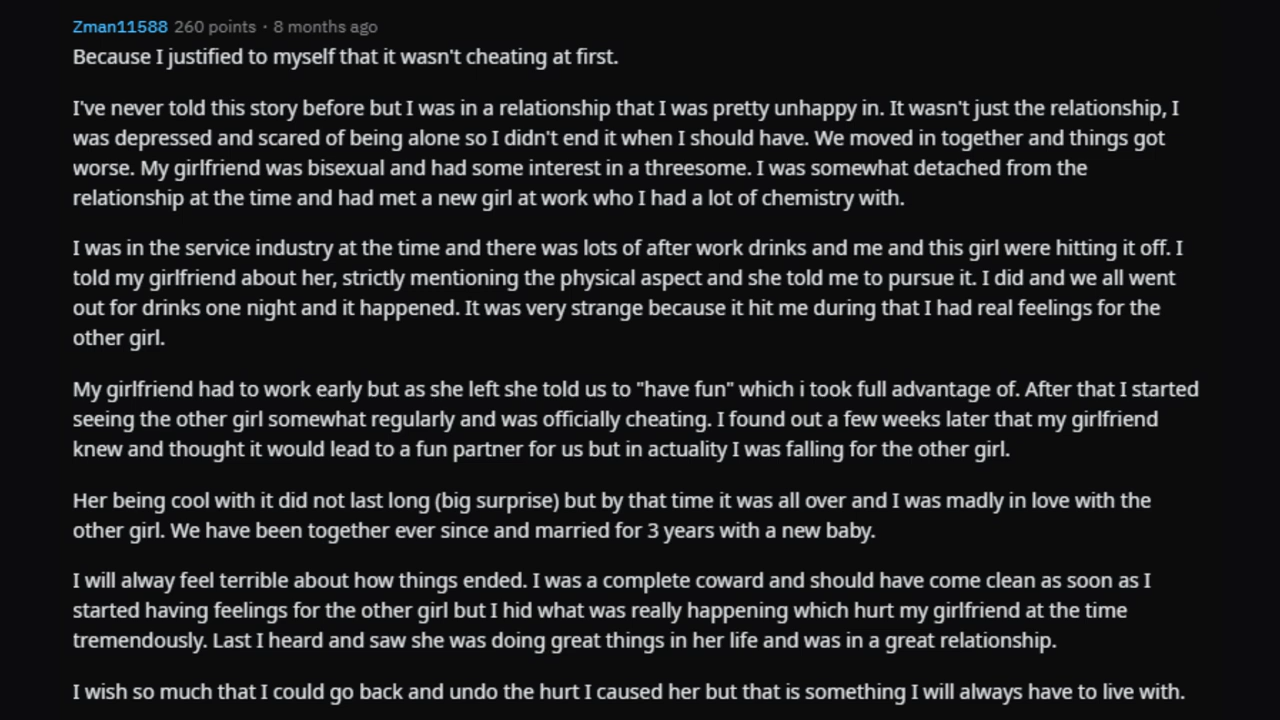 Zman11588 260 points · 8 months ago
Because I justified to myself that it wasn't cheating at first.
I've never told this story before but I was in a relationship that I was pretty unhappy in. It wasn't just the relationship, I
was depressed and scared of being alone so I didn't end it when I should have. We moved in together and things got
worse. My girlfriend was bisexual and had some interest in a threesome. I was somewhat detached from the
relationship at the time and had met a new girl at work who I had a lot of chemistry with.
I was in the service industry at the time and there was lots of after work drinks and me and this girl were hitting it off. I
told my girlfriend about her, strictly mentioning the physical aspect and she told me to pursue it. I did and we all went
out for drinks one night and it happened. It was very strange because it hit me during that I had real feelings for the
other girl.
My girlfriend had to work early but as she left she told us to "have fun" which i took full advantage of. After that I started
seeing the other girl somewhat regularly and was officially cheating. I found out a few weeks later that my girlfriend
knew and thought it would lead to a fun partner for us but in actuality I was falling for the other girl.
Her being cool with it did not last long (big surprise) but by that time it was all over and I was madly in love with the
other girl. We have been together ever since and married for 3 years with a new baby.
I will alway feel terrible about how things ended. I was a complete coward and should have come clean as soon as I
started having feelings for the other girl but I hid what was really happening which hurt my girlfriend at the time
tremendously. Last I heard and saw she was doing great things in her life and was in a great relationship.
I wish so much that I could go back and undo the hurt I caused her but that is something I will always have to live with.